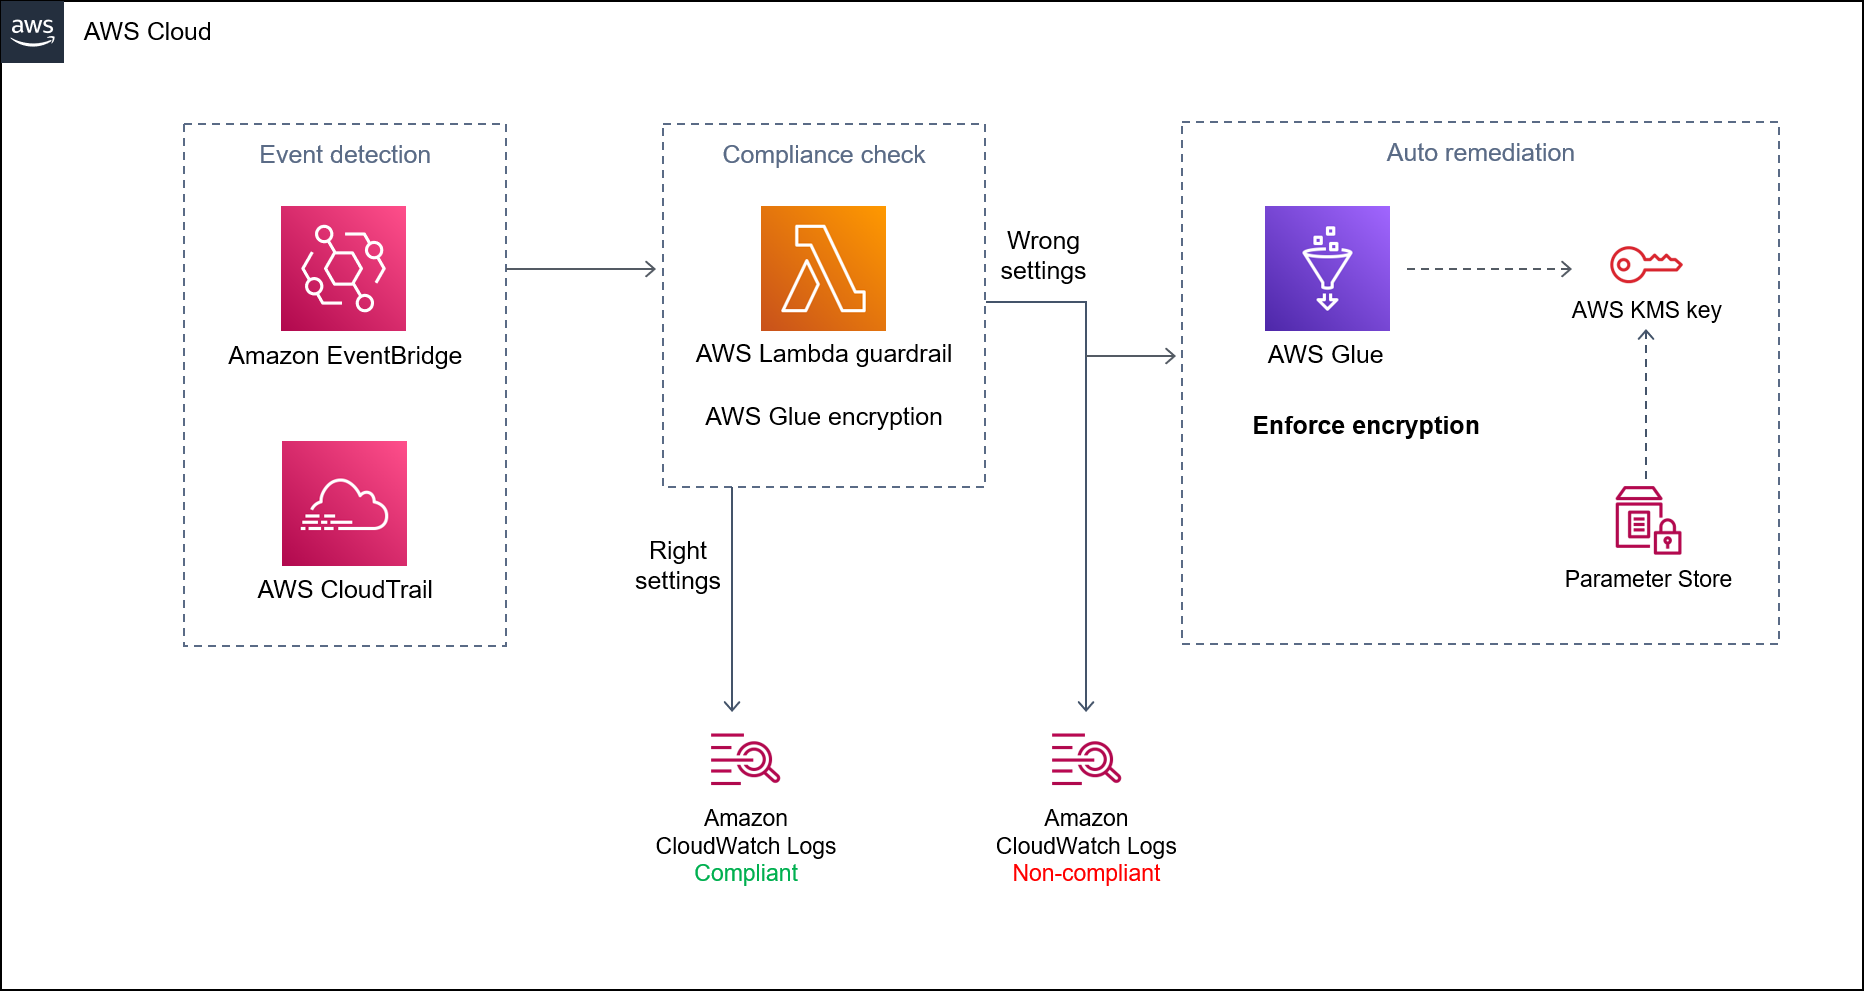 aws
AWS Cloud
Event detection
Amazon EventBridge
AWS CloudTrail
Compliance check
AWS Lambda guardrail
AWS Glue encryption
Wrong
settings
Right
settings
Auto remediation
AWS Glue
Enforce encryption
AWS KMS key
Parameter Store
Amazon
CloudWatch Logs
Compliant
Amazon
CloudWatch Logs
Non-compliant